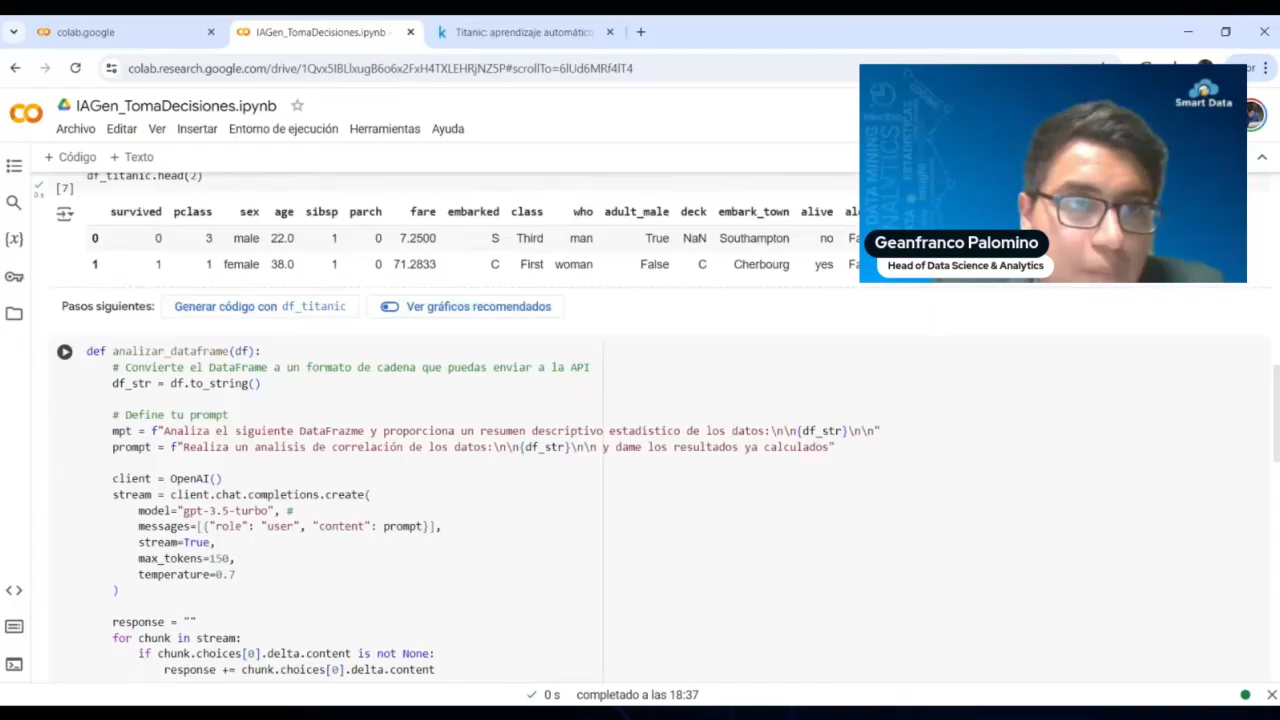 colab.google
IAGen_TomaDecisiones.ipynb
Titanic: aprendizaje automático
colab.research.google.com/drive/1Qvx5IBLlxugB6o6x2FxH4TXLEHRjNZ5P#scrollTo=6lUd6MRf4lT4
IAGen_TomaDecisiones.ipynb
Archivo Editar Ver Insertar Entorno de ejecución Herramientas Ayuda
+ Código + Texto
Smart Data
Geanfranco Palomino
Head of Data Science & Analytics
df_titanic.head(2)
[7]
0 s
survived pclass sex age sibsp parch fare embarked class who adult_male deck embark_town alive
0 0 3 male 22.0 1 0 7.2500 S Third man True NaN Southampton no
1 1 1 female 38.0 1 0 71.2833 C First woman False C Cherbourg yes
Pasos siguientes: Generar código con df_titanic Ver gráficos recomendados
def analizar_dataframe(df):
# Convierte el DataFrame a un formato de cadena que puedas enviar a la API
df_str = df.to_string()
# Define tu prompt
mpt = f"Analiza el siguiente DataFrazme y proporciona un resumen descriptivo estadistico de los datos:\n\n{df_str}\n\n"
prompt = f"Realiza un analisis de correlación de los datos:\n\n{df_str}\n\n y dame los resultados ya calculados"
client = OpenAI()
stream = client.chat.completions.create(
model="gpt-3.5-turbo", #
messages=[{"role": "user", "content": prompt}],
stream=True,
max_tokens=150,
temperature=0.7
)
response = ""
for chunk in stream:
if chunk.choices[0].delta.content is not None:
response += chunk.choices[0].delta.content
0 s completado a las 18:37